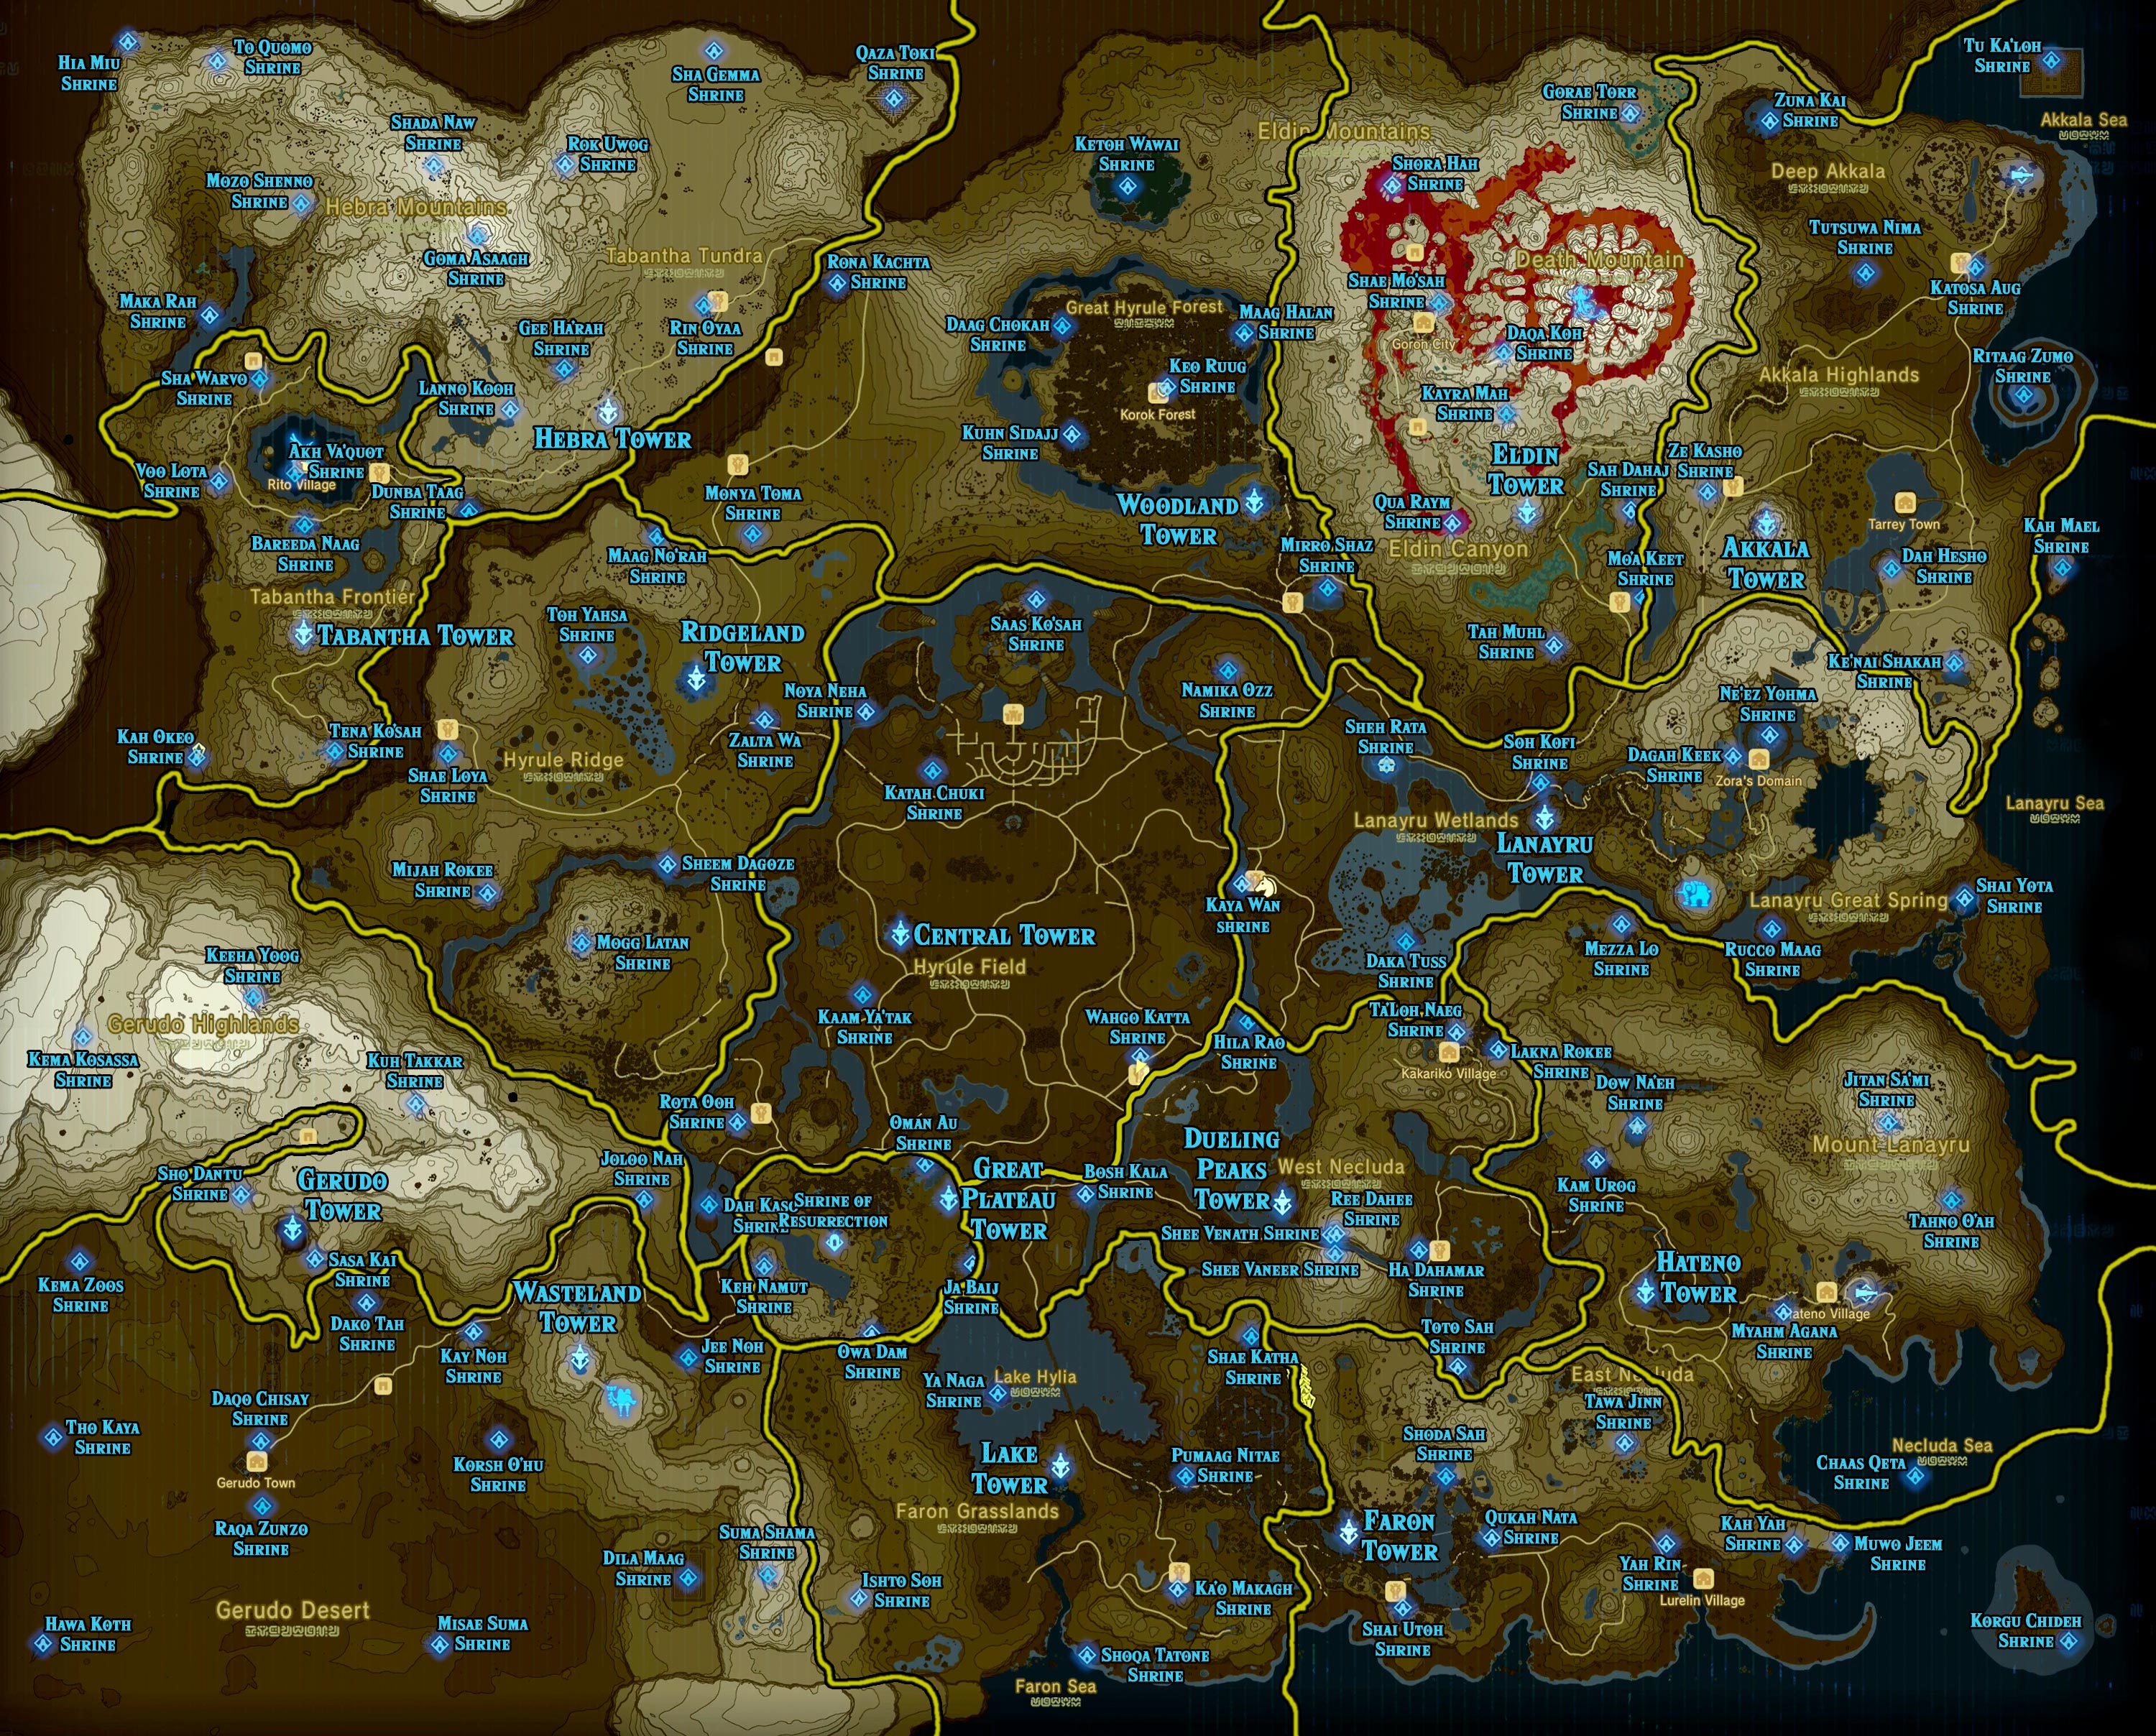 Hia Miu
Shrine
To Quomo
Shrine
Sha Gemma
Shrine
Qaza Toki
Shrine
Tu Ka'loh
Shrine
Akkala Sea
Gorae Torr
Shrine
Zuna Kai
Shrine
Shada Naw
Shrine
Rok Uwog
Shrine
Ketoh Wawai
Shrine
Eldin Mountains
Shora Hah
Shrine
Deep Akkala
Mozo Shenno
Shrine
Hebra Mountains
Goma Asaagh
Shrine
Tabantha Tundra
Rona Kachta
Shrine
Tutsuwa Nima
Shrine
Death Mountain
Maka Rah
Shrine
Gee Ha'rah
Shrine
Rin Oyaa
Shrine
Daag Chokah
Shrine
Great Hyrule Forest
Maag Halan
Shrine
Shae Mo'sah
Shrine
Goron City
Daqa Koh
Shrine
Katosa Aug
Shrine
Ritaag Zumo
Shrine
Akkala Highlands
Sha Warvo
Shrine
Lanno Kooh
Shrine
Keo Ruug
Shrine
Korok Forest
Kayra Mah
Shrine
Hebra Tower
Kuhn Sidajj
Shrine
Voo Lota
Shrine
Akh Va'quot
Shrine
Rito Village
Dunba Taag
Shrine
Monya Toma
Shrine
Woodland
Tower
Qua Raym
Shrine
Eldin
Tower
Sah Dahaj
Shrine
Ze Kasho
Shrine
Tarrey Town
Kah Mael
Shrine
Bareeda Naag
Shrine
Maag No'rah
Shrine
Mirro Shaz
Shrine
Eldin Canyon
Mo'a Keet
Shrine
Akkala
Tower
Dah Hesho
Shrine
Tabantha Frontier
Tabantha Tower
Toh Yahsa
Shrine
Ridgeland
Tower
Saas Ko'sah
Shrine
Tah Muhl
Shrine
Ke'nai Shakah
Shrine
Noya Neha
Shrine
Namika Ozz
Shrine
Ne'ez Yohma
Shrine
Kah Okeo
Shrine
Tena Ko'sah
Shrine
Shae Loya
Shrine
Hyrule Ridge
Zalta Wa
Shrine
Katah Chuki
Shrine
Sheh Rata
Shrine
Soh Kofi
Shrine
Dagah Keek
Shrine
Zora's Domain
Lanayru Sea
Lanayru Wetlands
Lanayru
Tower
Mijah Rokee
Shrine
Sheem Dagoze
Shrine
Kaya Wan
shrine
Lanayru Great Spring
Shai Yota
Shrine
Mogg Latan
Shrine
Central Tower
Hyrule Field
Daka Tuss
Shrine
Mezza Lo
Shrine
Rucco Maag
Shrine
Keeha Yoog
Shrine
Gerudo Highlands
Kema Kosassa
Shrine
Kuh Takkar
Shrine
Kaam Ya'tak
Shrine
Wahgo Katta
Shrine
Hila Rao
Shrine
Ta'loh Naeg
Shrine
Kakariko Village
Lakna Rokee
Shrine
Dow Na'eh
Shrine
Jitan Sa'mi
Shrine
Mount Lanayru
Rota Ooh
Shrine
Oman Au
Shrine
Sho Dantu
Shrine
Gerudo
Tower
Joloo Nah
Shrine
Dah Kaso
Shrine
Shrine of
Resurrection
Great
Plateau
Tower
Bosh Kala
Shrine
Dueling
Peaks
Tower
West Necluda
Ree Dahee
Shrine
Kam Urog
Shrine
Tahno O'ah
Shrine
Shee Venath Shrine
Shee Vaneer Shrine
Ha Dahamar
Shrine
Hateno
Tower
Kema Zoos
Shrine
Sasa Kai
Shrine
Dako Tah
Shrine
Wasteland
Tower
Keh Namut
Shrine
Ja Baij
Shrine
ateno Village
Myahm Agana
Shrine
Kay Noh
Shrine
Jee Noh
Shrine
Owa Dam
Shrine
Shae Katha
Shrine
Toto Sah
Shrine
Ya Naga
Shrine
Lake Hylia
East Necluda
Tawa Jinn
Shrine
Tho Kaya
Shrine
Daqo Chisay
Shrine
Gerudo Town
Korsh O'hu
Shrine
Lake
Tower
Pumaag Nitae
Shrine
Shoda Sah
Shrine
Necluda Sea
Chaas Qeta
Shrine
Raqa Zunzo
Shrine
Faron Grasslands
Faron
Tower
Qukah Nata
Shrine
Kah Yah
Shrine
Muwo Jeem
Shrine
Suma Shama
Shrine
Dila Maag
Shrine
Ishto Soh
Shrine
Ka'o Makagh
Shrine
Yah Rin
Shrine
Lurelin Village
Hawa Koth
Shrine
Gerudo Desert
Misae Suma
Shrine
Shai Utoh
Shrine
Korgu Chideh
Shrine
Shoqa Tatone
Shrine
Faron Sea